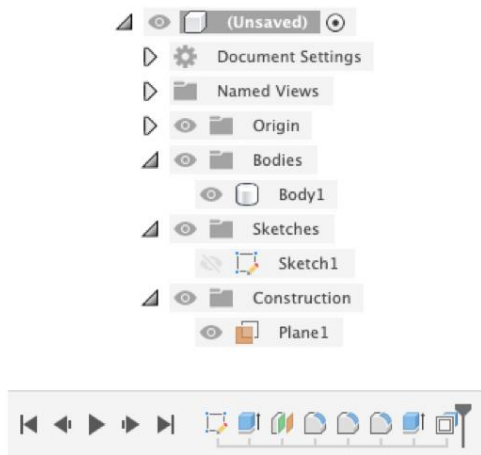 (Unsaved)
Document Settings
Named Views
Origin
Bodies
Body1
Sketches
Sketch1
Construction
Plane1